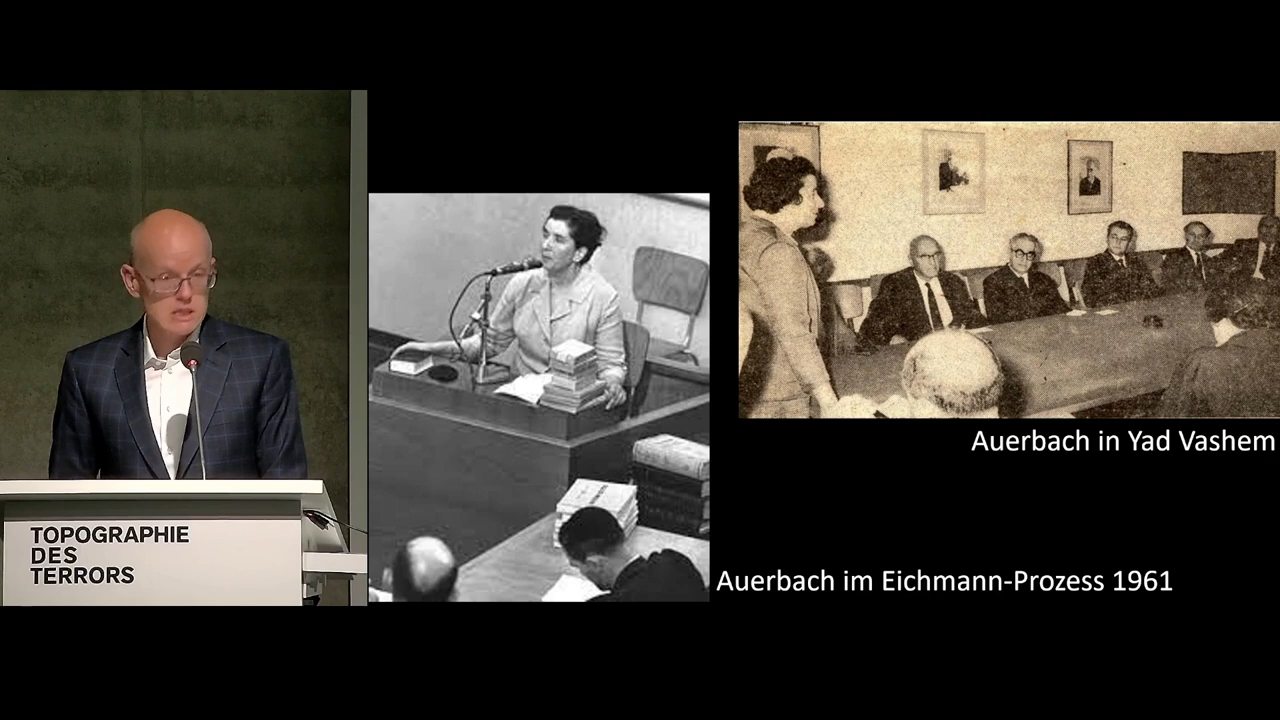 TOPOGRAPHIE
DES
TERRORS
Auerbach in Yad Vashem
Auerbach im Eichmann-Prozess 1961